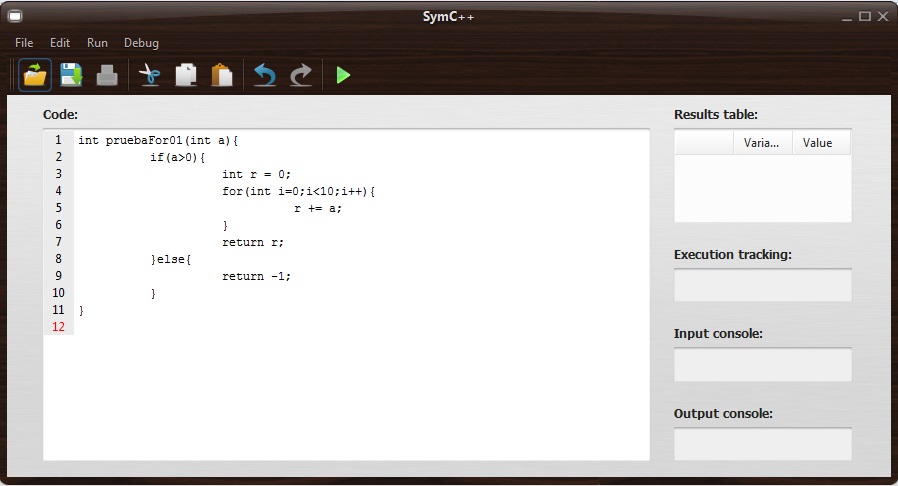 SymC++
File Edit Run Debug
Code:
1 int pruebaFor01(int a){
2 if(a>0){
3 int r = 0;
4 for(int i=0;i<10;i++){
5 r += a;
6 }
7 return r;
8 }else{
9 return -1;
10 }
11 }
12
Results table:
Varia... Value
Execution tracking:
Input console:
Output console: